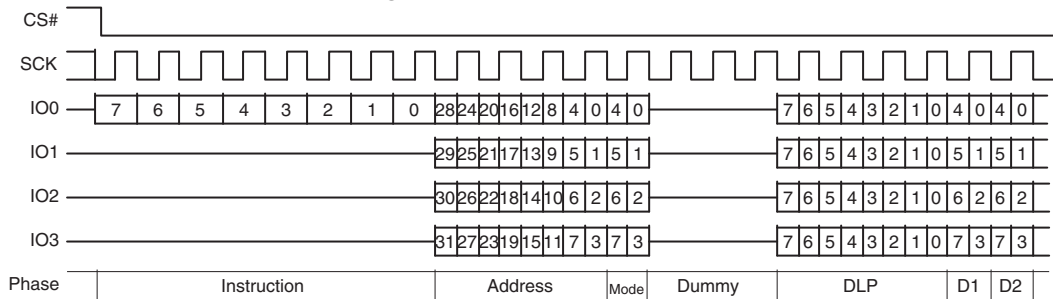 CS#
SCK
IO0 7 6 5 4 3 2 1 0 28 24 20 16 12 8 4 0 4 0 7 6 5 4 3 2 1 0 4 0 4 0
IO1 29 25 21 17 13 9 5 1 5 1 7 6 5 4 3 2 1 0 5 1 5 1
IO2 30 26 22 18 14 10 6 2 6 2 7 6 5 4 3 2 1 0 6 2 6 2
IO3 31 27 23 19 15 11 7 3 7 3 7 6 5 4 3 2 1 0 7 3 7 3
Phase Instruction Address Mode Dummy DLP D1 D2